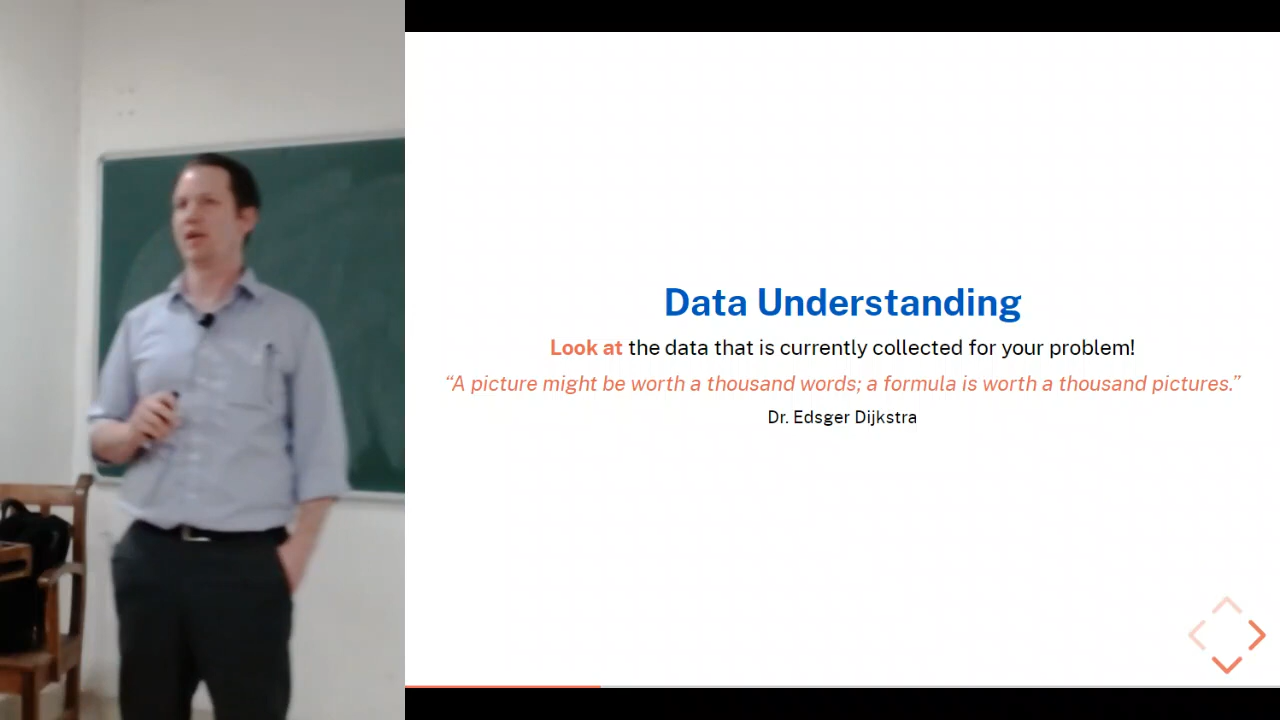 Data Understanding
Look at the data that is currently collected for your problem!
“A picture might be worth a thousand words; a formula is worth a thousand pictures.”
Dr. Edsger Dijkstra